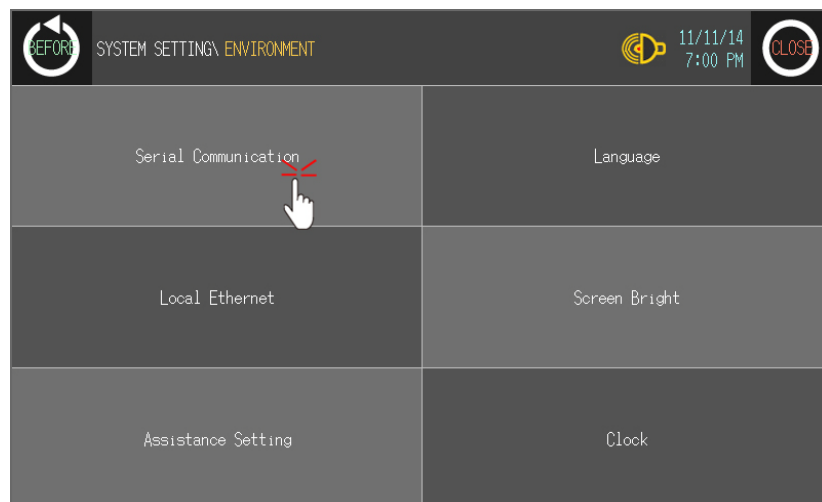 BEFORE
SYSTEM SETTING\ ENVIRONMENT
11/11/14
7:00 PM
CLOSE
Serial Communication
Language
Local Ethernet
Screen Bright
Assistance Setting
Clock